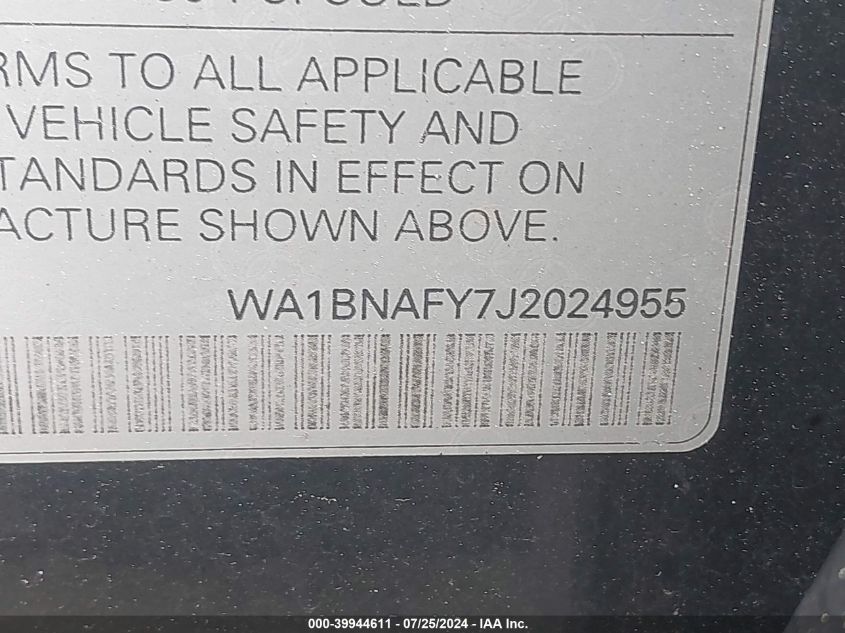 RMS TO ALL APPLICABLE
VEHICLE SAFETY AND
TANDARDS IN EFFECT ON
ACTURE SHOWN ABOVE.
WA1BNAFY7J2024955
000-39944611 - 07/25/2024 - IAA Inc.